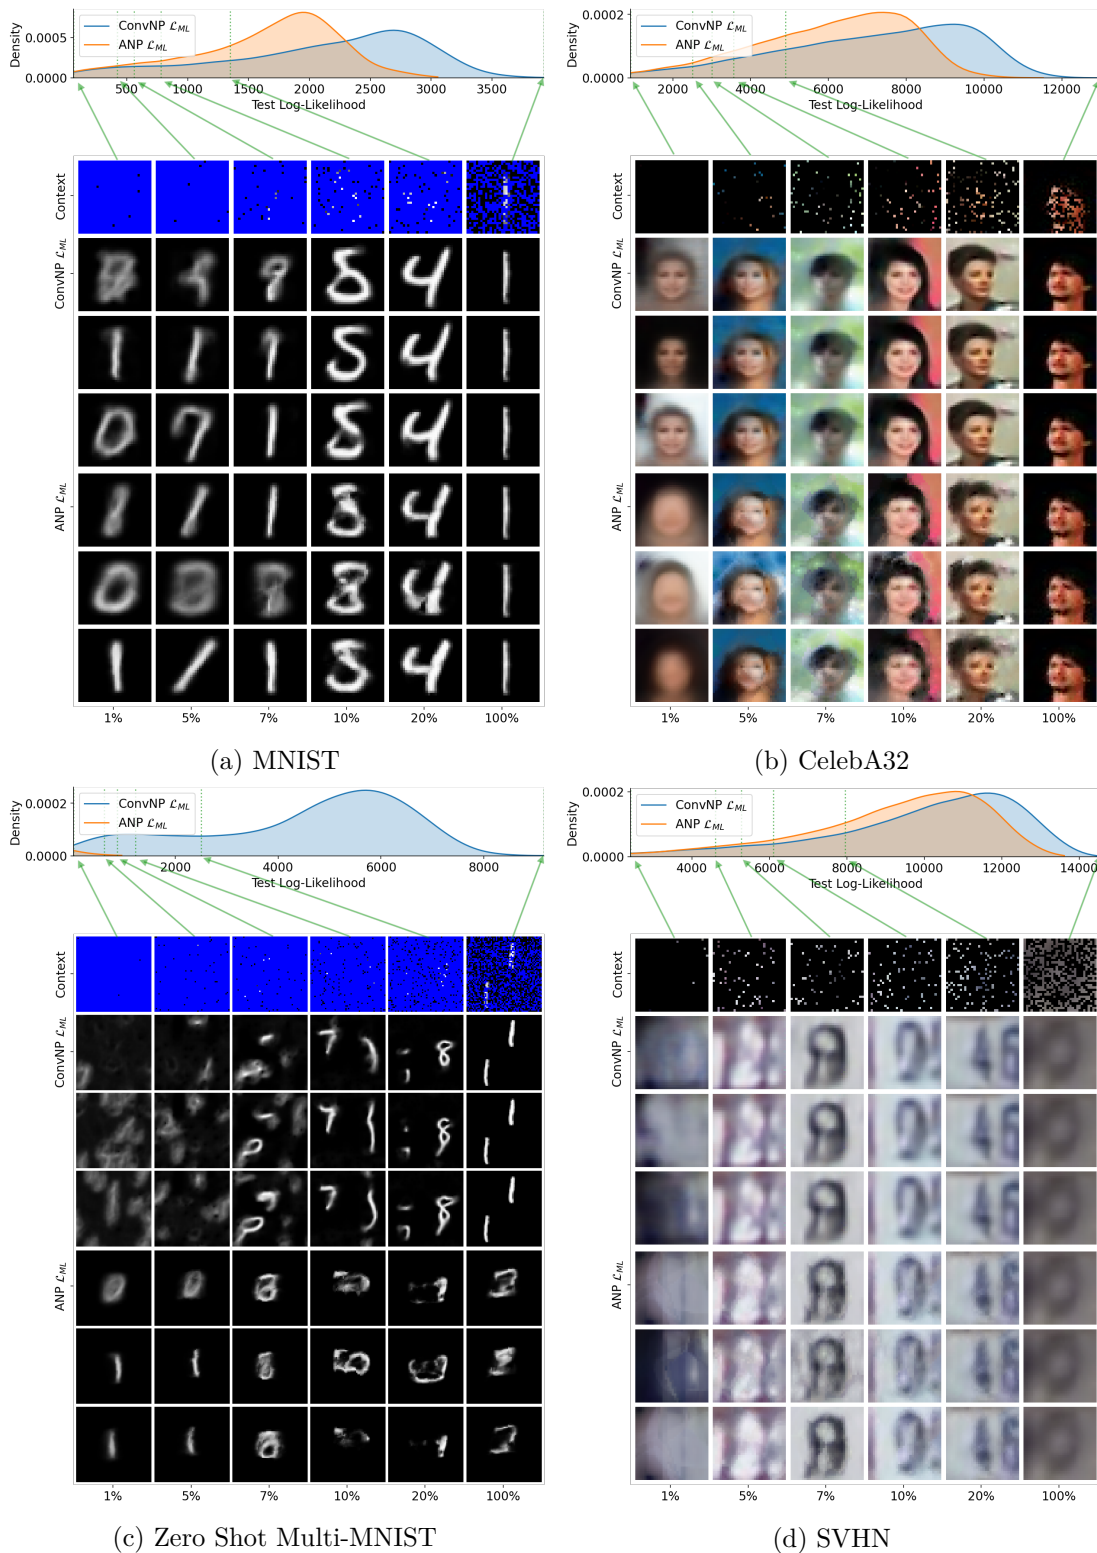 Density
0.0005
0.0000
ConvNP ℒML
ANP ℒML
500 1000 1500 2000 2500 3000 3500
Test Log-Likelihood
Context
ConvNP ℒML
ANP ℒML
1% 5% 7% 10% 20% 100%
(a) MNIST
Density
0.0002
0.0000
ConvNP ℒML
ANP ℒML
2000 4000 6000 8000 10000 12000
Test Log-Likelihood
Context
ConvNP ℒML
ANP ℒML
1% 5% 7% 10% 20% 100%
(b) CelebA32
Density
0.0002
0.0000
ConvNP ℒML
ANP ℒML
2000 4000 6000 8000
Test Log-Likelihood
Context
ConvNP ℒML
ANP ℒML
1% 5% 7% 10% 20% 100%
(c) Zero Shot Multi-MNIST
Density
0.0002
0.0000
ConvNP ℒML
ANP ℒML
4000 6000 8000 10000 12000 14000
Test Log-Likelihood
Context
ConvNP ℒML
ANP ℒML
1% 5% 7% 10% 20% 100%
(d) SVHN